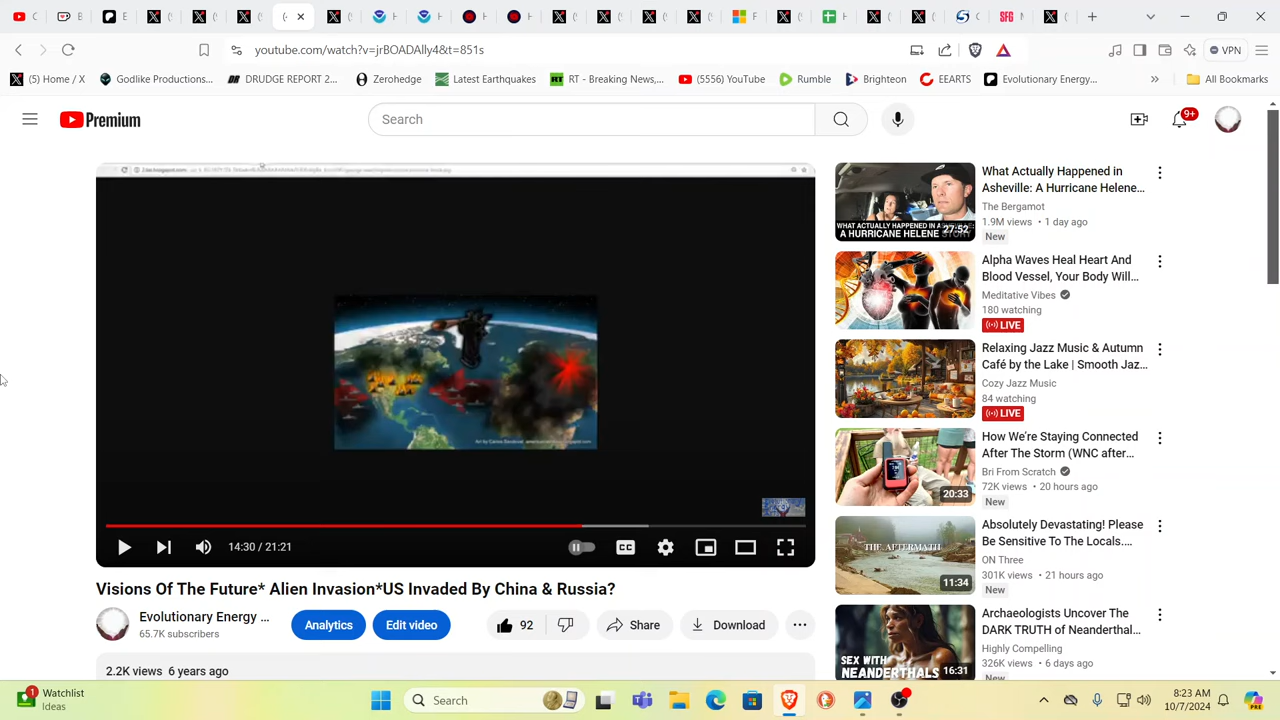 youtube.com/watch?v=jrBOADAlly4&t=851s
VPN
(5) Home / X
Godlike Productions...
DRUDGE REPORT 2...
Zerohedge
Latest Earthquakes
RT - Breaking News,...
(5550) YouTube
Rumble
Brighteon
EEARTS
Evolutionary Energy...
All Bookmarks
Premium
Search
9+
14:30 / 21:21
Visions Of The Future* Alien Invasion*US Invaded By China & Russia?
Evolutionary Energy ...
65.7K subscribers
Analytics
Edit video
92
Share
Download
2.2K views 6 years ago
WHAT ACTUALLY HAPPENED IN ASHEVILLE:
A HURRICANE HELENE STORY
27:52
What Actually Happened in
Asheville: A Hurricane Helene...
The Bergamot
1.9M views • 1 day ago
New
Alpha Waves Heal Heart And
Blood Vessel, Your Body Will...
Meditative Vibes
180 watching
LIVE
Relaxing Jazz Music & Autumn
Café by the Lake | Smooth Jaz...
Cozy Jazz Music
84 watching
LIVE
20:33
How We're Staying Connected
After The Storm (WNC after...
Bri From Scratch
72K views • 20 hours ago
New
THE AFTERMATH
11:34
Absolutely Devastating! Please
Be Sensitive To The Locals....
ON Three
301K views • 21 hours ago
New
SEX WITH
NEANDERTHALS
16:31
Archaeologists Uncover The
DARK TRUTH of Neanderthal...
Highly Compelling
326K views • 6 days ago
New
1
Watchlist
Ideas
Search
8:23 AM
10/7/2024